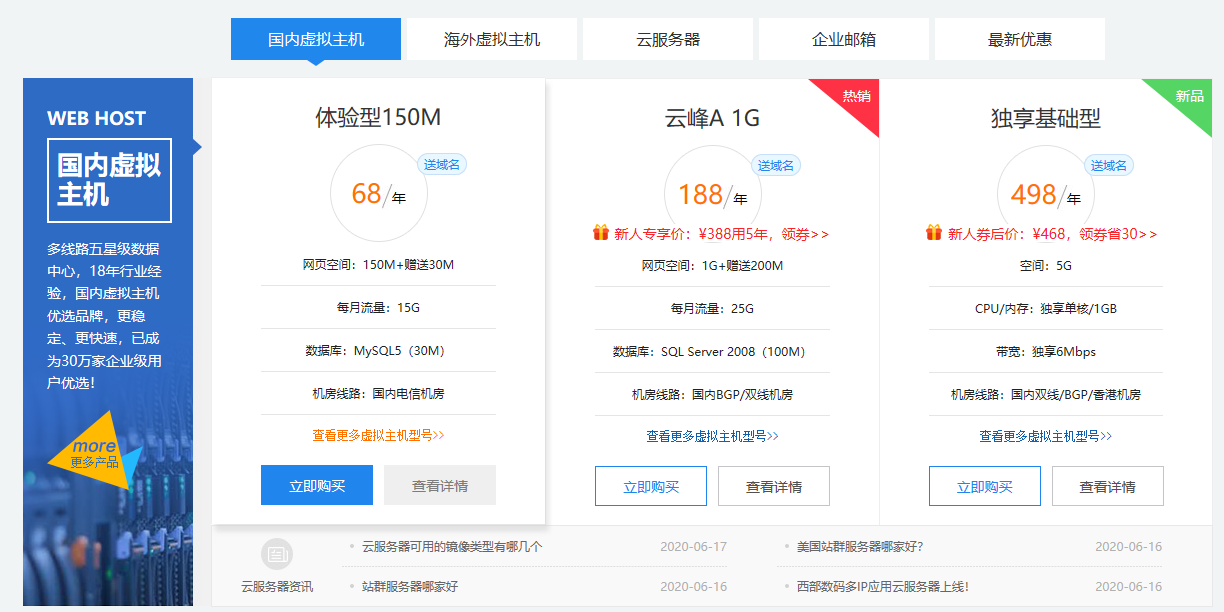 国内虚拟主机
海外虚拟主机
云服务器
企业邮箱
最新优惠
WEB HOST
国内虚拟
主机
多线路五星级数据
中心，18年行业经
验，国内虚拟主机
优选品牌，更稳
定、更快速，已成
为30万家企业级用
户优选！
more
更多产品
体验型150M
送域名
68/年
网页空间：150M+赠送30M
每月流量：15G
数据库：MySQL5（30M）
机房线路：国内电信机房
查看更多虚拟主机型号>>
立即购买
查看详情
热销
云峰A 1G
送域名
188/年
新人专享价：¥388用5年，领券>>
网页空间：1G+赠送200M
每月流量：25G
数据库：SQL Server 2008（100M）
机房线路：国内BGP/双线机房
查看更多虚拟主机型号>>
立即购买
查看详情
新品
独享基础型
送域名
498/年
新人券后价：¥468，领券省30>>
空间：5G
CPU/内存：独享单核/1GB
带宽：独享6Mbps
机房线路：国内双线/BGP/香港机房
查看更多虚拟主机型号>>
立即购买
查看详情
云服务器资讯
云服务器可用的镜像类型有哪几个 2020-06-17
美国站群服务器哪家好？ 2020-06-16
站群服务器哪家好 2020-06-16
西部数码多IP应用云服务器上线！ 2020-06-16